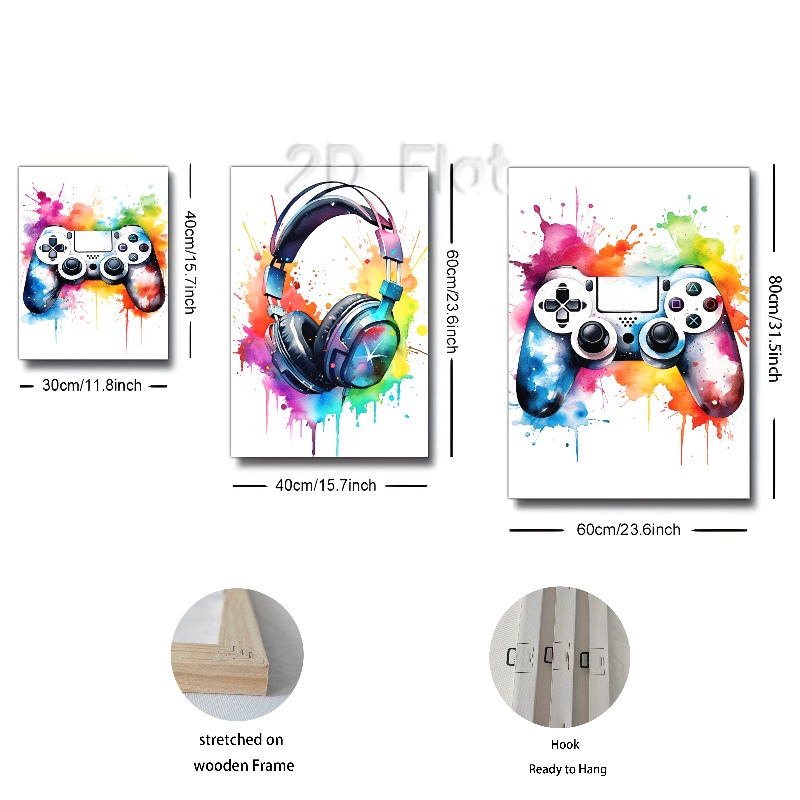 2D Flat
40cm/15.7inch
30cm/11.8inch
60cm/23.6inch
40cm/15.7inch
80cm/31.5inch
60cm/23.6inch
stretched on
wooden Frame
Hook
Ready to Hang